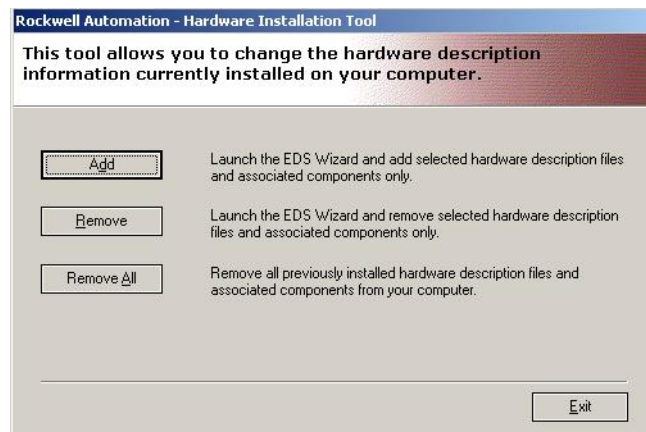 Rockwell Automation - Hardware Installation Tool
This tool allows you to change the hardware description
information currently installed on your computer.
Add
Launch the EDS Wizard and add selected hardware description files
and associated components only.
Remove
Launch the EDS Wizard and remove selected hardware description
files and associated components only.
Remove All
Remove all previously installed hardware description files and
associated components from your computer.
Exit